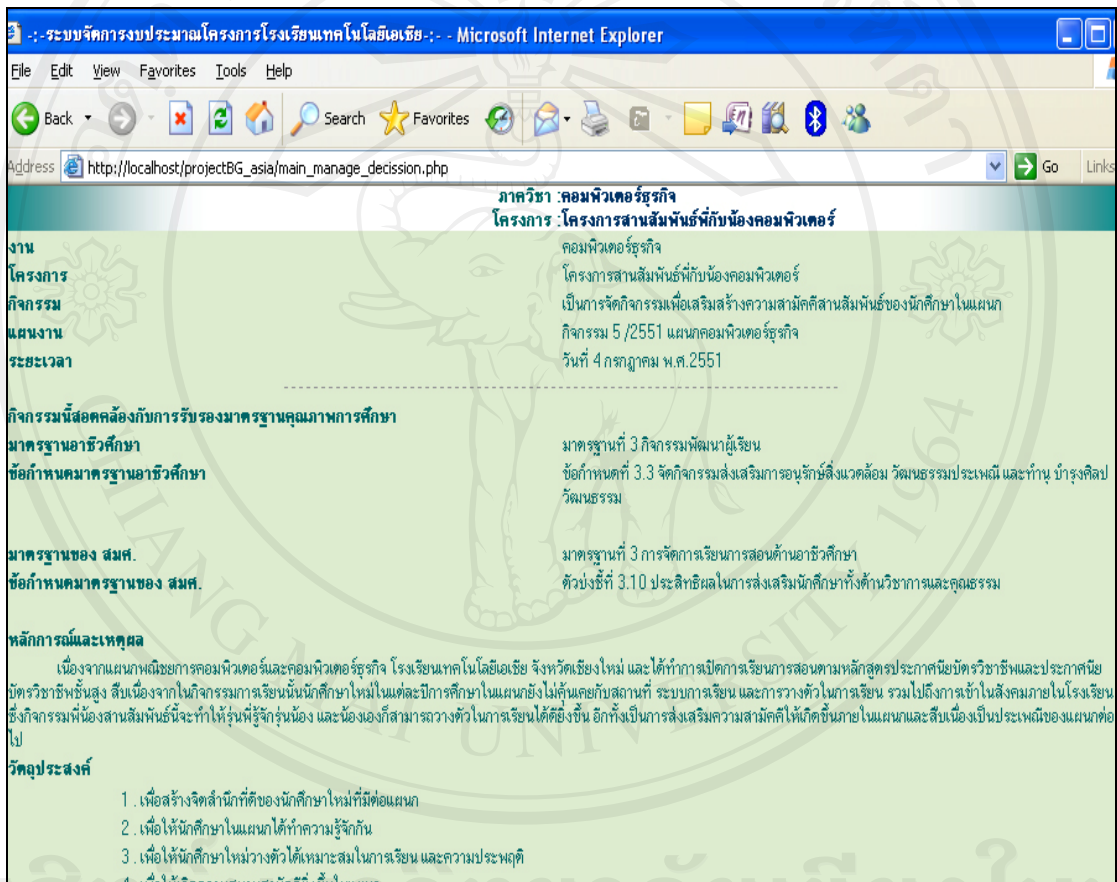 -:-ระบบจัดการงบประมาณโครงการโรงเรียนเทคโนโลยีเอเชีย-:- - Microsoft Internet Explorer
File Edit View Favorites Tools Help
Back Search Favorites
Address http://localhost/projectBG_asia/main_manage_decission.php Go Links
ภาควิชา :คอมพิวเตอร์ธุรกิจ
โครงการ :โครงการสานสัมพันธ์พี่กับน้องคอมพิวเตอร์
งาน คอมพิวเตอร์ธุรกิจ
โครงการ โครงการสานสัมพันธ์พี่กับน้องคอมพิวเตอร์
กิจกรรม เป็นการจัดกิจกรรมเพื่อเสริมสร้างความสามัคคีสานสัมพันธ์ของนักศึกษาในแผนก
แผนงาน กิจกรรม 5 /2551 แผนกคอมพิวเตอร์ธุรกิจ
ระยะเวลา วันที่ 4 กรกฎาคม พ.ศ.2551
กิจกรรมนี้สอดคล้องกับการรับรองมาตรฐานคุณภาพการศึกษา
มาตรฐานอาชีวศึกษา มาตรฐานที่ 3 กิจกรรมพัฒนาผู้เรียน
ข้อกำหนดมาตรฐานอาชีวศึกษา ข้อกำหนดที่ 3.3 จัดกิจกรรมส่งเสริมการอนุรักษ์สิ่งแวดล้อม วัฒนธรรมประเพณี และทำนุ บำรุงศิลป
วัฒนธรรม
มาตรฐานของ สมศ. มาตรฐานที่ 3 การจัดการเรียนการสอนด้านอาชีวศึกษา
ข้อกำหนดมาตรฐานของ สมศ. ตัวบ่งชี้ที่ 3.10 ประสิทธิผลในการส่งเสริมนักศึกษาทั้งด้านวิชาการและคุณธรรม
หลักการณ์และเหตุผล
เนื่องจากแผนกพณิชยการคอมพิวเตอร์และคอมพิวเตอร์ธุรกิจ โรงเรียนเทคโนโลยีเอเชีย จังหวัดเชียงใหม่ และได้ทำการเปิดการเรียนการสอนตามหลักสูตรประกาศนียบัตรวิชาชีพและประกาศนีย
บัตรวิชาชีพชั้นสูง สืบเนื่องจากในกิจกรรมการเรียนนั้นนักศึกษาใหม่ในแต่ละปีการศึกษาในแผนกยังไม่คุ้นเคยกับสถานที่ ระบบการเรียน และการวางตัวในการเรียน รวมไปถึงการเข้าในสังคมภายในโรงเรียน
ซึ่งกิจกรรมพี่น้องสานสัมพันธ์นี้จะทำให้รุ่นพี่รู้จักรุ่นน้อง และน้องเองก็สามารถวางตัวในการเรียนได้ดียิ่งขึ้น อีกทั้งเป็นการส่งเสริมความสามัคคีให้เกิดขึ้นภายในแผนกและสืบเนื่องเป็นประเพณีของแผนกต่อ
ไป
วัตถุประสงค์
1 . เพื่อสร้างจิตสำนึกที่ดีของนักศึกษาใหม่ที่มีต่อแผนก
2 . เพื่อให้นักศึกษาในแผนกได้ทำความรู้จักกัน
3 . เพื่อให้นักศึกษาใหม่วางตัวได้เหมาะสมในการเรียน และความประพฤติ
CHIANG MAI UNIVERSITY 1964